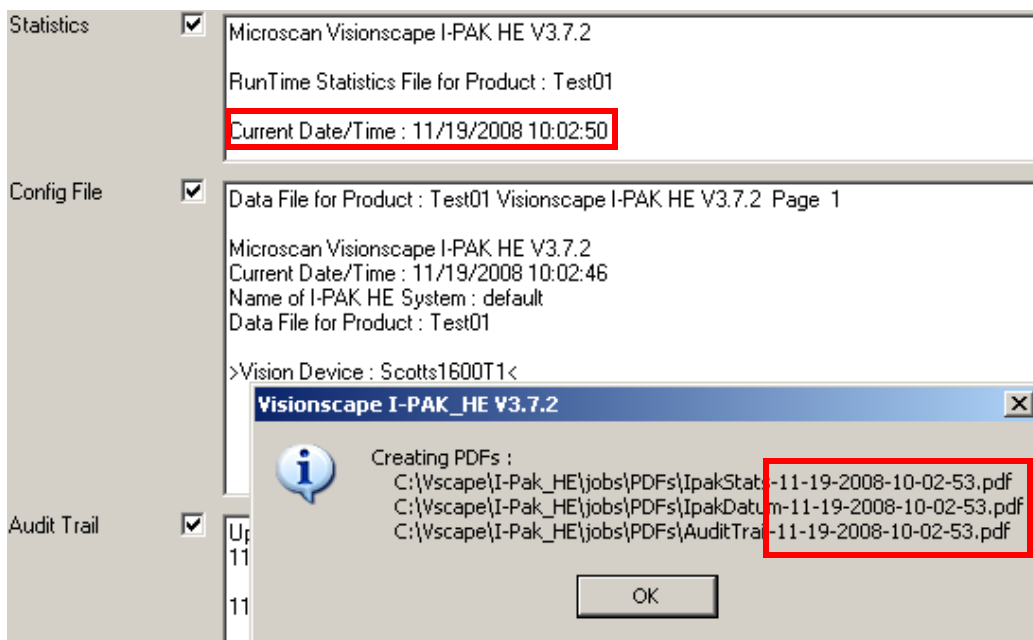 Statistics
Microscan Visionscape I-PAK HE V3.7.2
RunTime Statistics File for Product : Test01
Current Date/Time : 11/19/2008 10:02:50
Config File
Data File for Product : Test01 Visionscape I-PAK HE V3.7.2 Page 1
Microscan Visionscape I-PAK HE V3.7.2
Current Date/Time : 11/19/2008 10:02:46
Name of I-PAK HE System : default
Data File for Product : Test01
>Vision Device : Scotts1600T1<
Visionscape I-PAK_HE V3.7.2
Creating PDFs :
C:\Vscape\I-Pak_HE\jobs\PDFs\IpakStats-11-19-2008-10-02-53.pdf
C:\Vscape\I-Pak_HE\jobs\PDFs\IpakDatum-11-19-2008-10-02-53.pdf
C:\Vscape\I-Pak_HE\jobs\PDFs\AuditTrail-11-19-2008-10-02-53.pdf
OK
Audit Trail
11
11